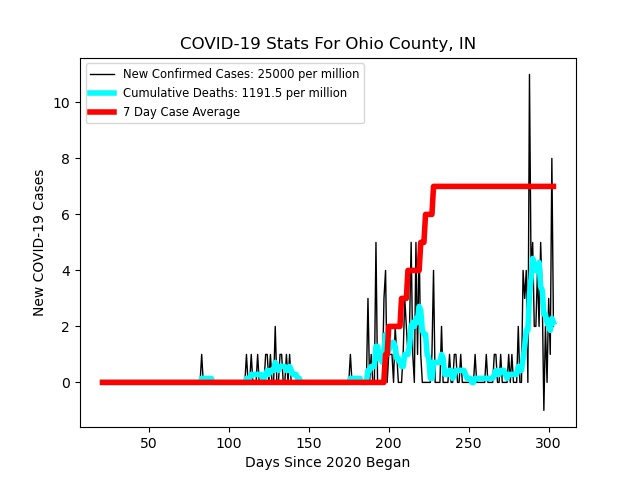 COVID-19 Stats For Ohio County, IN
New Confirmed Cases: 25000 per million
Cumulative Deaths: 1191.5 per million
7 Day Case Average
10
8
6
4
2
0
New COVID-19 Cases
50 100 150 200 250 300
Days Since 2020 Began